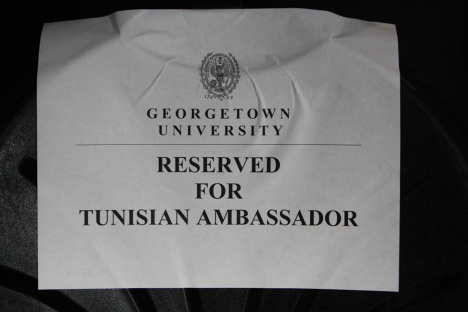 GEORGETOWN
UNIVERSITY
RESERVED
FOR
TUNISIAN AMBASSADOR